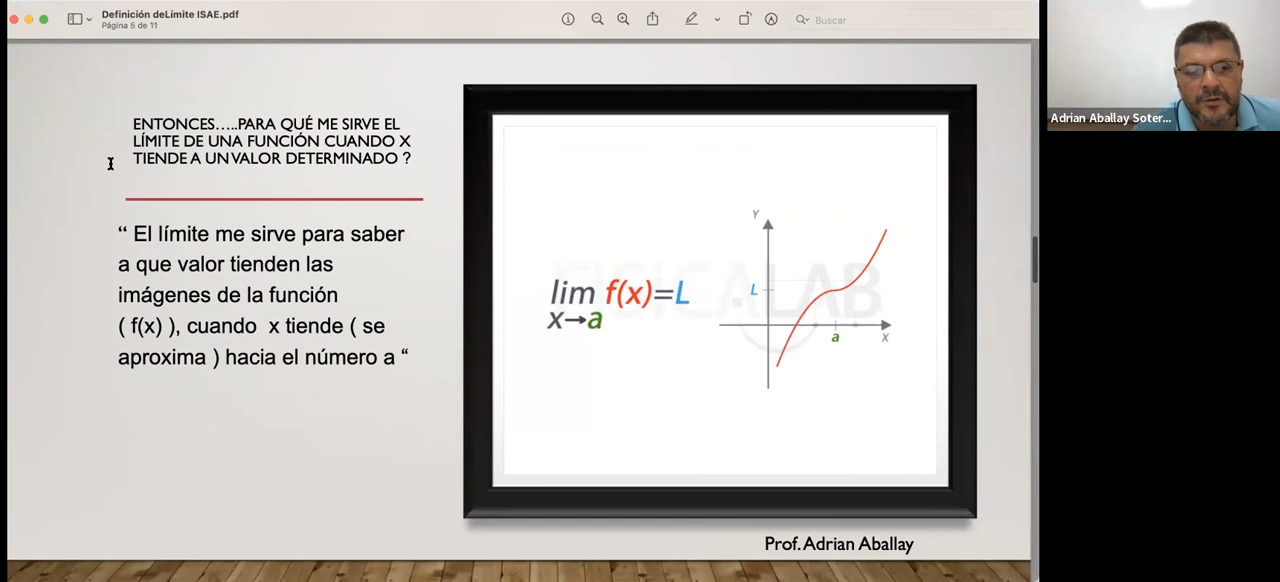 Definición deLímite ISAE.pdf
Página 5 de 11
Buscar
ENTONCES.....PARA QUÉ ME SIRVE EL
LÍMITE DE UNA FUNCIÓN CUANDO X
TIENDE A UN VALOR DETERMINADO ?
“ El límite me sirve para saber
a que valor tienden las
imágenes de la función
( f(x) ), cuando x tiende ( se
aproxima ) hacia el número a “
lim f(x)=L
x→a
FISICALAB
Y
L
a
X
Prof. Adrian Aballay
Adrian Aballay Soter...